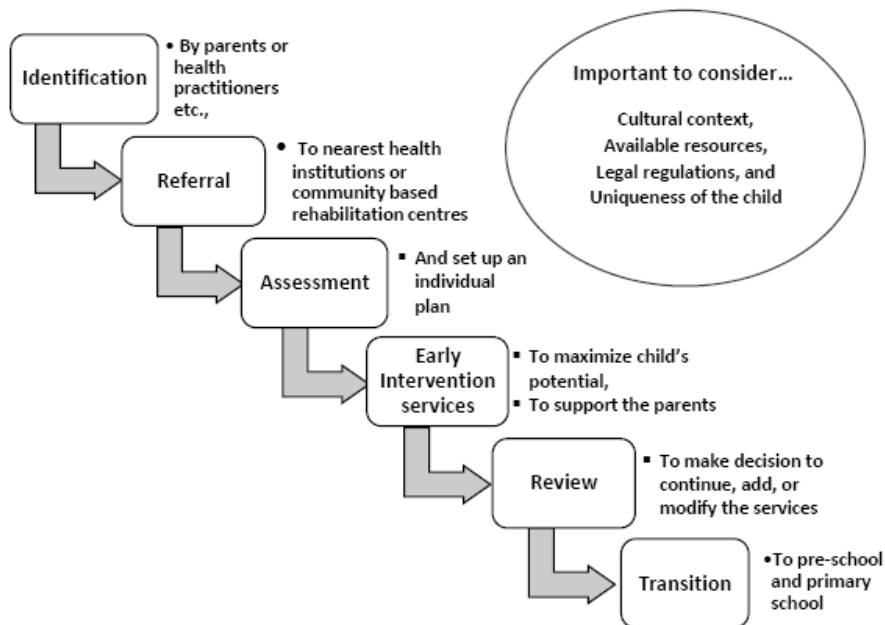 Identification
• By parents or
health
practitioners
etc.,
Important to consider...
Cultural context,
Available resources,
Legal regulations, and
Uniqueness of the child
Referral
• To nearest health
institutions or
community based
rehabilitation centres
Assessment
▪ And set up an
individual
plan
Early
Intervention
services
▪ To maximize child's
potential,
▪ To support the parents
Review
▪ To make decision to
continue, add, or
modify the services
Transition
•To pre-school
and primary
school